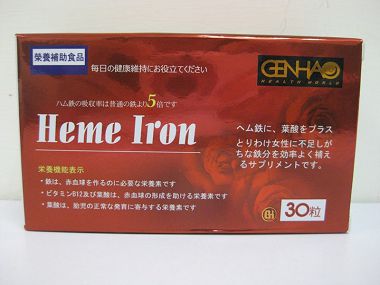 栄養補助食品
毎日の健康維持にお役立てください
GENHAO
HEALTH WORLD
ハム鉄の吸収率は普通の鉄より5倍です
Heme Iron
ヘム鉄に、葉酸をプラス
とりわけ女性に不足しが
ちな鉄分を効率よく補え
るサプリメントです。
栄養機能表示
・鉄は、赤血球を作るのに必要な栄養素です
・ビタミンB12及び葉酸は、赤血球の形成を助ける栄養素です
・葉酸は、胎児の正常な発育に寄与する栄養素です
30粒